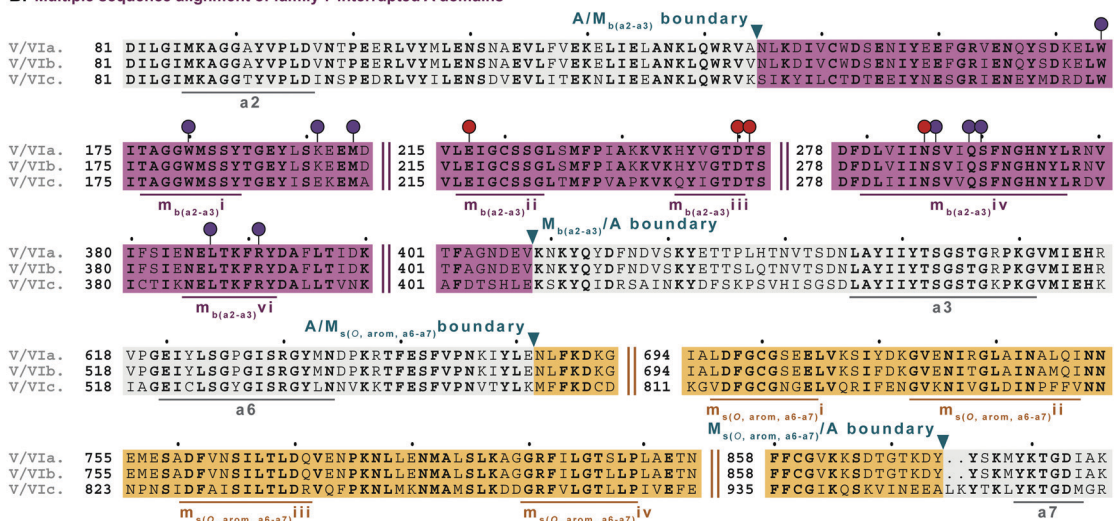 B. Multiple sequence alignment of family 7 interrupted A domains
A/Mb(a2-a3) boundary
V/VIa. 81 DILGIMKAGGAYVPLDVNTPEERLVYMLENSNAEVLFVEKELIELANKLQWRVANLKDIVCWDSENIYEEFGRVENQYSDKELW
V/VIb. 81 DILGIMKAGGAYVPLDVNTPEERLVYMLENSNAEVLFVEKELIELANKLQWRVVNLKDIVCWDSENIYEEFGRIENQYSDKELW
V/VIc. 81 DILGIMKAGGTYVPLDINSPEDRLVYILENSDVEVLITEKNLIEEANKLQWRVKSIKYILCTDTEEIYNESGRIENEYMDRDLW
a2
V/VIa. 175 ITAGGWMSSYTGEYLSKEEMD 215 VLEIGCSSGLSMFPIAKKVKHYVGTDTS 278 DFDLVIINSVIQSFNGHNYLRNV
V/VIb. 175 ITAGGWMSSYTGEYLSKEEMD 215 VLEIGCSSGLSMFPIAKKVKHYVGTDTS 278 DFDLVIINSVIQSFNGHNYLRNV
V/VIc. 175 ITAGGWMSSYTGEYISEKEMA 215 VLEIGCSSGLTMFPVAPKVKQYIGTDTS 278 DFDLIIINSVVQSFNGHNYLRDV
mb(a2-a3)i mb(a2-a3)ii mb(a2-a3)iii mb(a2-a3)iv
Mb(a2-a3)/A boundary
V/VIa. 380 IFSIENELTKFRYDAFLTIDK 401 TFAGNDEVKNKYQYDFNDVSKYETTPLHTNVTSDNLAYIIYTSGSTGRPKGVMIEHR
V/VIb. 380 IFSIENELTKFRYDAFLTIDK 401 TFAGNDEVKNKYQYDFNDVSKYETTSLQTNVTSDNLAYIIYTSGSTGRPKGVMIEHR
V/VIc. 380 ICTIKNELTKFRYDALLTVNK 401 AFDTSHLEKSKYQIDRSAINKYDFSKPSVHISGSDLAYIIYTSGSTGKPKGVMIEHK
mb(a2-a3)vi a3
A/Ms(O, arom, a6-a7)boundary
V/VIa. 618 VPGEIYLSGPGISRGYMNDPKRTFESFVPNKIYLENLFKDKG 694 IALDFGCGSEELVKSIYDKGVENIRGLAINALQINN
V/VIb. 518 VPGEIYLSGPGISRGYMNDPKRTFESFVPNKIYLENLFKDKG 694 IALDFGCGSEELVKSIFDKGVENITGLAINAMQINN
V/VIc. 518 IAGEICLSGYGISRGYLNNVKKTFESFVPNVTYLKMFFKDCD 811 KGVDFGCGNGELVQRIFENGVKNIVGLDINPFFVNN
a6 ms(O, arom, a6-a7)i ms(O, arom, a6-a7)ii
Ms(O, arom, a6-a7)/A boundary
V/VIa. 755 EMESADFVNSILTLDQVENPKNLLENMALSLKAGGRFILGTSLPLAETN 858 FFCGVKKSDTGTKDY..YSKMYKTGDIAK
V/VIb. 755 EMESADFVNSILTLDQVENPKNLLENMALSLKAGGRFILGTSLPLAETN 858 FFCGVKKSDTGTKDY..YSKMYKTGDIAK
V/VIc. 823 NPNSIDFAISILTLDRVQFPKNLMKNMAMSLKDDGRFVLGTLLPIVEFE 935 FFCGIKQSKVINEEALKYTKLYKTGDMGR
ms(O, arom, a6-a7)iii ms(O, arom, a6-a7)iv a7